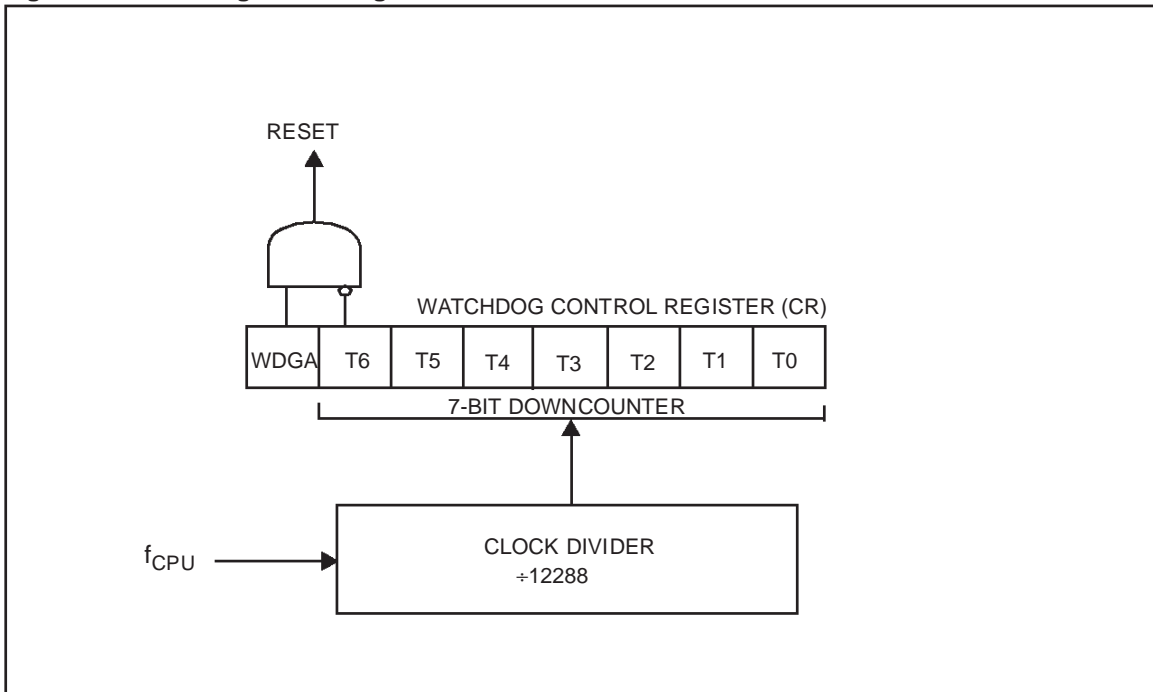 RESET
WATCHDOG CONTROL REGISTER (CR)
WDGA T6 T5 T4 T3 T2 T1 T0
7-BIT DOWNCOUNTER
fCPU
CLOCK DIVIDER
÷12288